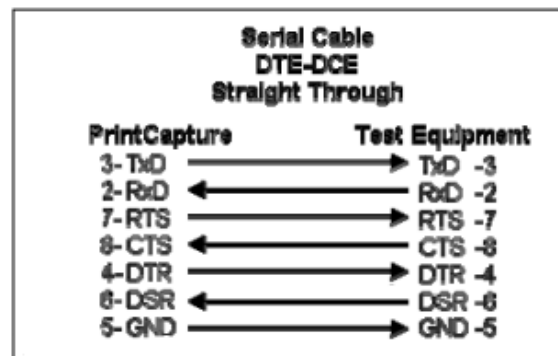 Serial Cable
DTE-DCE
Straight Through
PrintCapture Test Equipment
3-TxD TxD -3
2-RxD RxD -2
7-RTS RTS -7
8-CTS CTS -8
4-DTR DTR -4
6-DSR DSR -6
5-GND GND -5